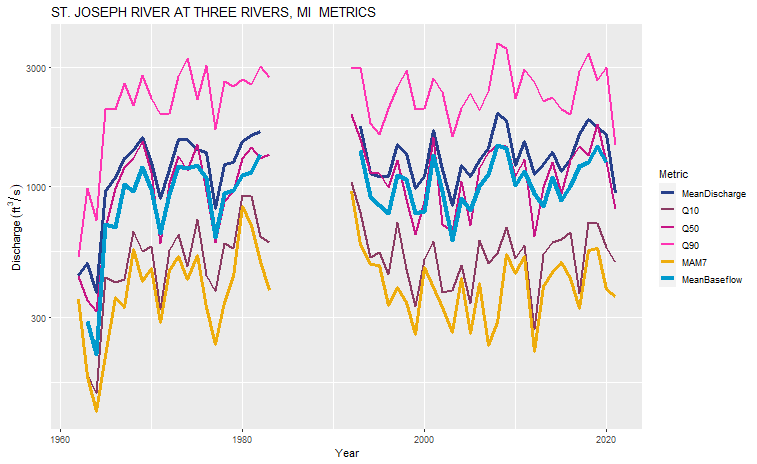 ST. JOSEPH RIVER AT THREE RIVERS, MI  METRICS
Discharge (ft³/s)
3000
1000
300
1960
1980
2000
2020
Year
Metric
MeanDischarge
Q10
Q50
Q90
MAM7
MeanBaseflow